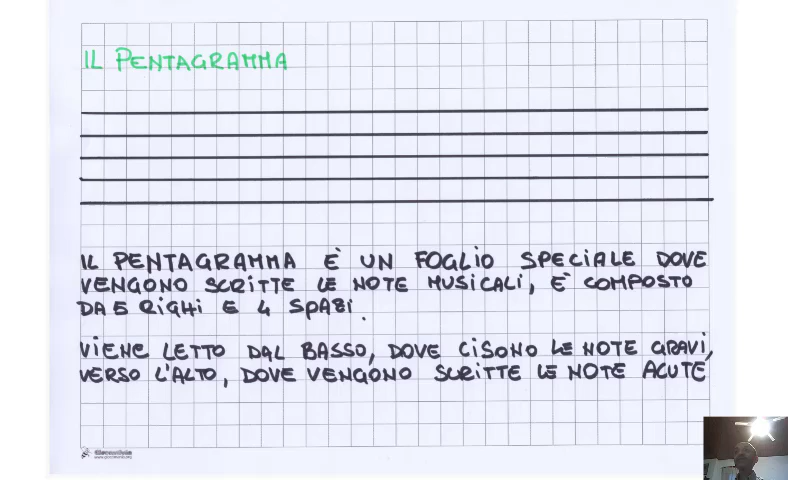 IL PENTAGRAMMA
IL PENTAGRAMMA È UN FOGLIO SPECIALE DOVE
VENGONO SCRITTE LE NOTE MUSICALI, E' COMPOSTO
DA 5 RIGHI E 4 SPAZI.
VIENE LETTO DAL BASSO, DOVE CI SONO LE NOTE GRAVI,
VERSO L'ALTO, DOVE VENGONO SCRITTE LE NOTE ACUTE